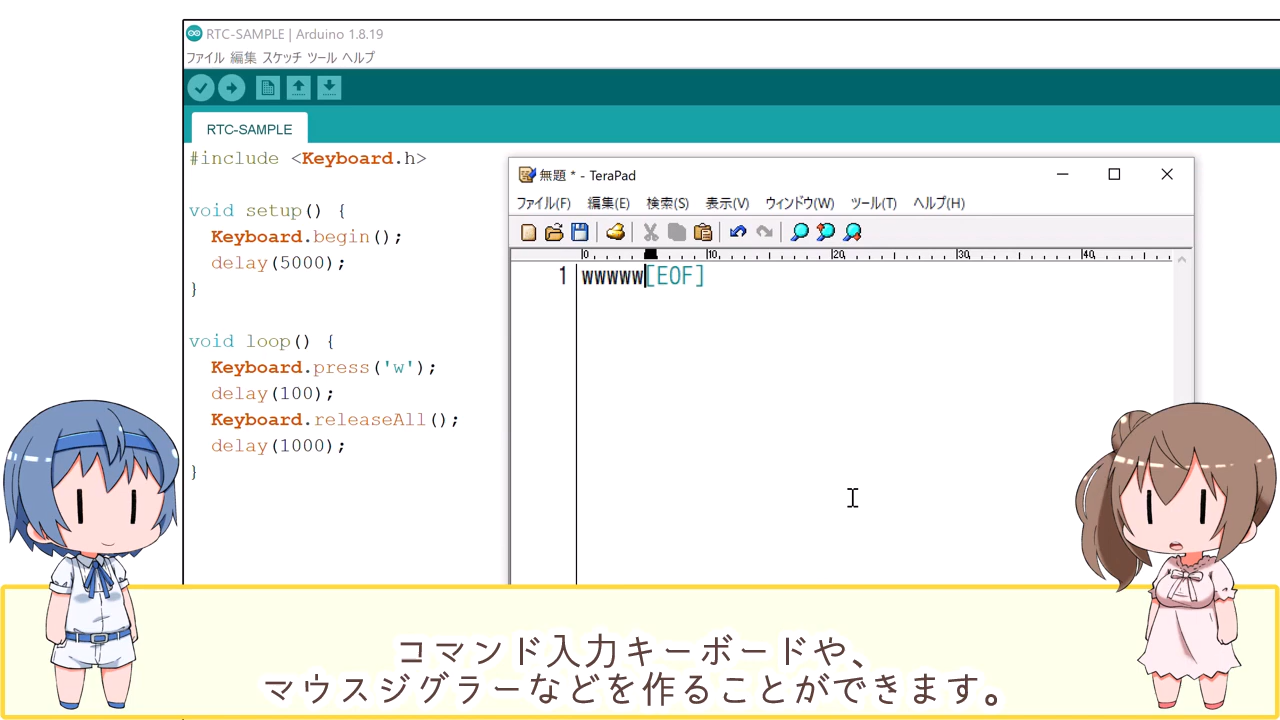 RTC-SAMPLE | Arduino 1.8.19
ファイル 編集 スケッチ ツール ヘルプ
RTC-SAMPLE
#include <Keyboard.h>
void setup() {
Keyboard.begin();
delay(5000);
}
void loop() {
Keyboard.press('w');
delay(100);
Keyboard.releaseAll();
delay(1000);
}
無題 * - TeraPad
ファイル(F) 編集(E) 検索(S) 表示(V) ウィンドウ(W) ツール(T) ヘルプ(H)
0 10 20 30 40
1 wwwww[EOF]
コマンド入力キーボードや、
マウスジグラーなどを作ることができます。